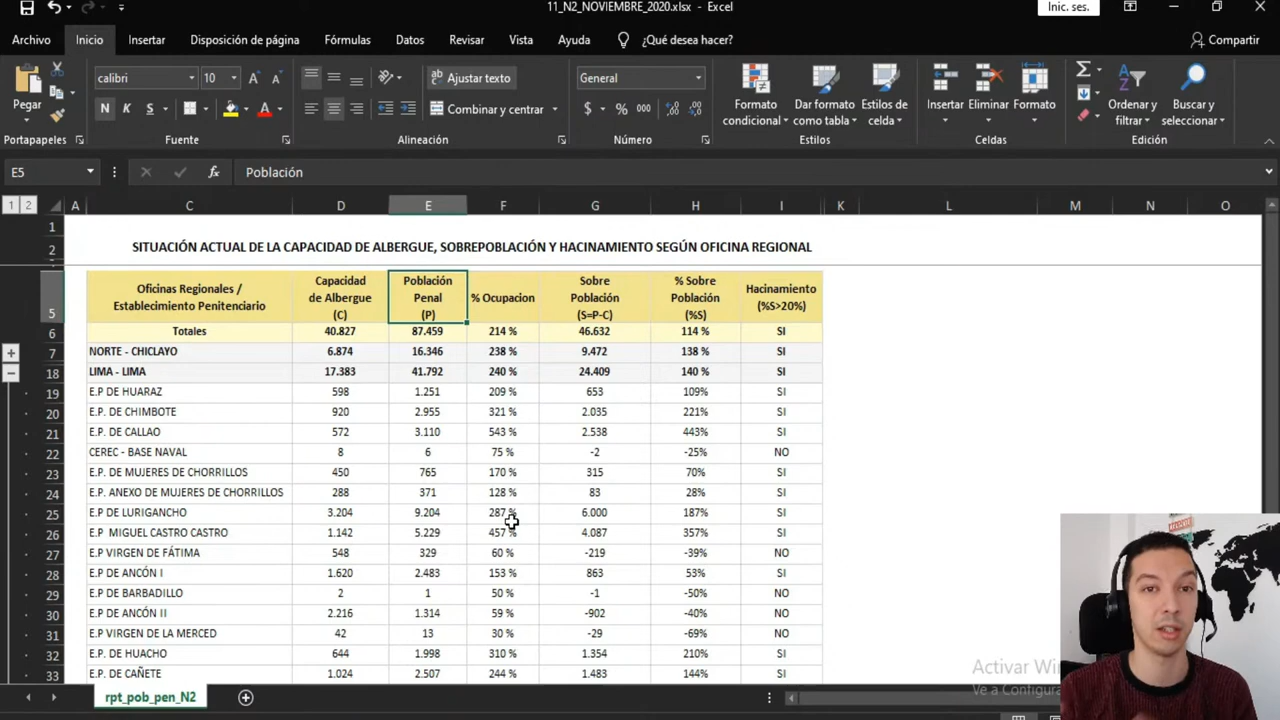 11_N2_NOVIEMBRE_2020.xlsx - Excel
Inic. ses.
Archivo Inicio Insertar Disposición de página Fórmulas Datos Revisar Vista Ayuda ¿Qué desea hacer? Compartir
Pegar
calibri 10
N K S
Ajustar texto
Combinar y centrar
General
$ % 000
Formato condicional
Dar formato como tabla
Estilos de celda
Insertar Eliminar Formato
Ordenar y filtrar
Buscar y seleccionar
Portapapeles Fuente Alineación Número Estilos Celdas Edición
E5 fx Población
1 2 A C D E F G H I K L M N O
1
2 SITUACIÓN ACTUAL DE LA CAPACIDAD DE ALBERGUE, SOBREPOBLACIÓN Y HACINAMIENTO SEGÚN OFICINA REGIONAL
5 Oficinas Regionales / Establecimiento Penitenciario Capacidad de Albergue (C) Población Penal (P) % Ocupacion Sobre Población (S=P-C) % Sobre Población (%S) Hacinamiento (%S>20%)
6 Totales 40.827 87.459 214 % 46.632 114 % SI
7 NORTE - CHICLAYO 6.874 16.346 238 % 9.472 138 % SI
18 LIMA - LIMA 17.383 41.792 240 % 24.409 140 % SI
19 E.P DE HUARAZ 598 1.251 209 % 653 109% SI
20 E.P. DE CHIMBOTE 920 2.955 321 % 2.035 221% SI
21 E.P. DE CALLAO 572 3.110 543 % 2.538 443% SI
22 CEREC - BASE NAVAL 8 6 75 % -2 -25% NO
23 E.P. DE MUJERES DE CHORRILLOS 450 765 170 % 315 70% SI
24 E.P. ANEXO DE MUJERES DE CHORRILLOS 288 371 128 % 83 28% SI
25 E.P DE LURIGANCHO 3.204 9.204 287 % 6.000 187% SI
26 E.P MIGUEL CASTRO CASTRO 1.142 5.229 457 % 4.087 357% SI
27 E.P VIRGEN DE FÁTIMA 548 329 60 % -219 -39% NO
28 E.P DE ANCÓN I 1.620 2.483 153 % 863 53% SI
29 E.P DE BARBADILLO 2 1 50 % -1 -50% NO
30 E.P DE ANCÓN II 2.216 1.314 59 % -902 -40% NO
31 E.P VIRGEN DE LA MERCED 42 13 30 % -29 -69% NO
32 E.P. DE HUACHO 644 1.998 310 % 1.354 210% SI
33 E.P. DE CAÑETE 1.024 2.507 244 % 1.483 144% SI
Activar Wi
Ve a Configura
rpt_pob_pen_N2